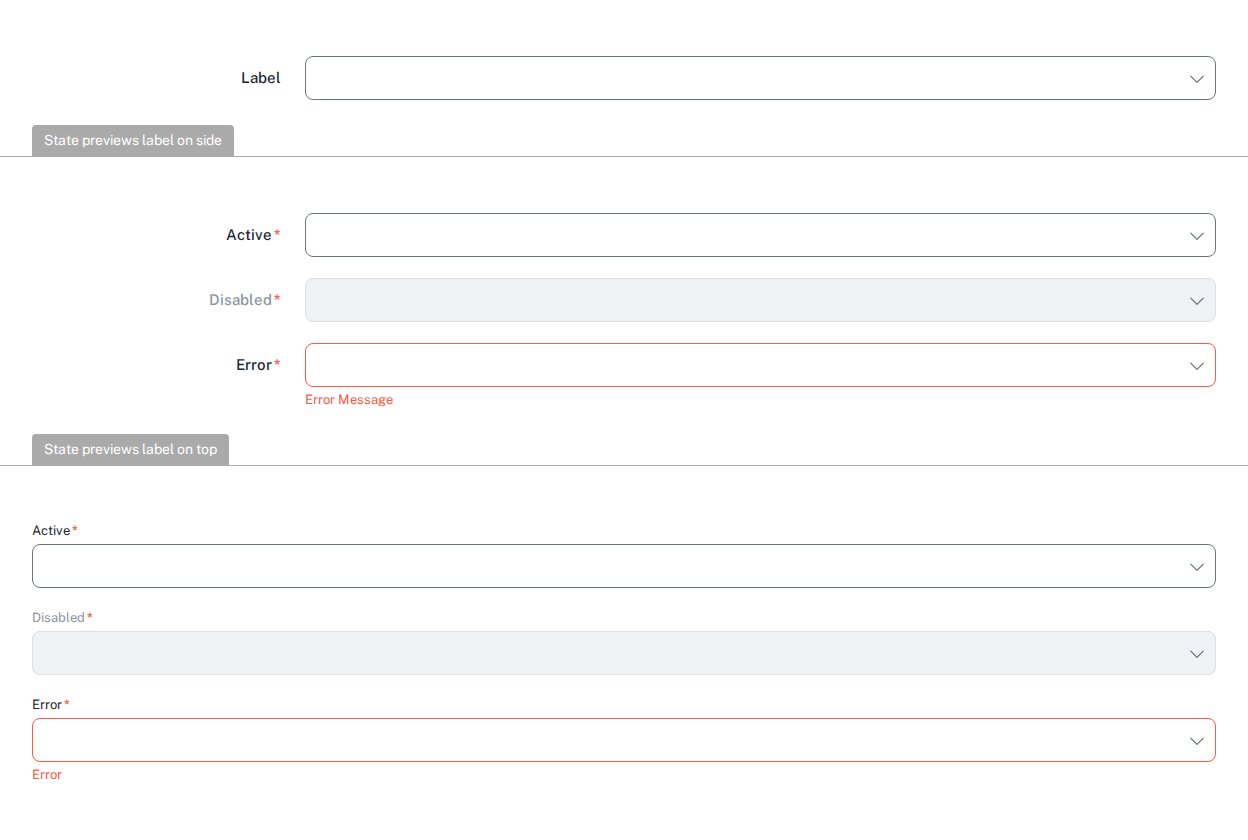 Label
State previews label on side
Active*
Disabled*
Error*
Error Message
State previews label on top
Active*
Disabled*
Error*
Error